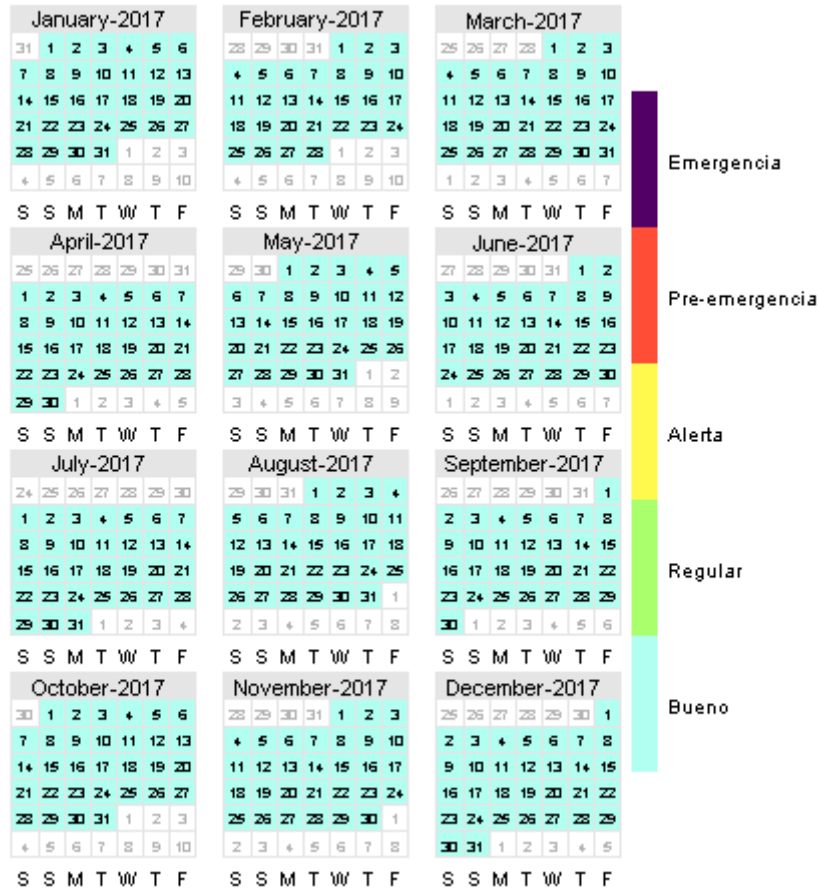 January-2017 February-2017 March-2017
31 1 2 3 4 5 6 28 29 30 31 1 2 3 25 26 27 28 1 2 3
7 8 9 10 11 12 13 4 5 6 7 8 9 10 4 5 6 7 8 9 10
14 15 16 17 18 19 20 11 12 13 14 15 16 17 11 12 13 14 15 16 17
21 22 23 24 25 26 27 18 19 20 21 22 23 24 18 19 20 21 22 23 24
28 29 30 31 1 2 3 25 26 27 28 1 2 3 25 26 27 28 29 30 31
4 5 6 7 8 9 10 4 5 6 7 8 9 10 1 2 3 4 5 6 7
S S M T W T F S S M T W T F S S M T W T F
April-2017 May-2017 June-2017
25 26 27 28 29 30 31 29 30 1 2 3 4 5 27 28 29 30 31 1 2
1 2 3 4 5 6 7 6 7 8 9 10 11 12 3 4 5 6 7 8 9
8 9 10 11 12 13 14 13 14 15 16 17 18 19 10 11 12 13 14 15 16
15 16 17 18 19 20 21 20 21 22 23 24 25 26 17 18 19 20 21 22 23
22 23 24 25 26 27 28 27 28 29 30 31 1 2 24 25 26 27 28 29 30
29 30 1 2 3 4 5 3 4 5 6 7 8 9 1 2 3 4 5 6 7
S S M T W T F S S M T W T F S S M T W T F
July-2017 August-2017 September-2017
24 25 26 27 28 29 30 29 30 31 1 2 3 4 26 27 28 29 30 31 1
1 2 3 4 5 6 7 5 6 7 8 9 10 11 2 3 4 5 6 7 8
8 9 10 11 12 13 14 12 13 14 15 16 17 18 9 10 11 12 13 14 15
15 16 17 18 19 20 21 19 20 21 22 23 24 25 16 17 18 19 20 21 22
22 23 24 25 26 27 28 26 27 28 29 30 31 1 23 24 25 26 27 28 29
29 30 31 1 2 3 4 2 3 4 5 6 7 8 30 1 2 3 4 5 6
S S M T W T F S S M T W T F S S M T W T F
October-2017 November-2017 December-2017
30 1 2 3 4 5 6 28 29 30 31 1 2 3 25 26 27 28 29 30 1
7 8 9 10 11 12 13 4 5 6 7 8 9 10 2 3 4 5 6 7 8
14 15 16 17 18 19 20 11 12 13 14 15 16 17 9 10 11 12 13 14 15
21 22 23 24 25 26 27 18 19 20 21 22 23 24 16 17 18 19 20 21 22
28 29 30 31 1 2 3 25 26 27 28 29 30 1 23 24 25 26 27 28 29
4 5 6 7 8 9 10 2 3 4 5 6 7 8 30 31 1 2 3 4 5
S S M T W T F S S M T W T F S S M T W T F
Emergencia
Pre-emergencia
Alerta
Regular
Bueno